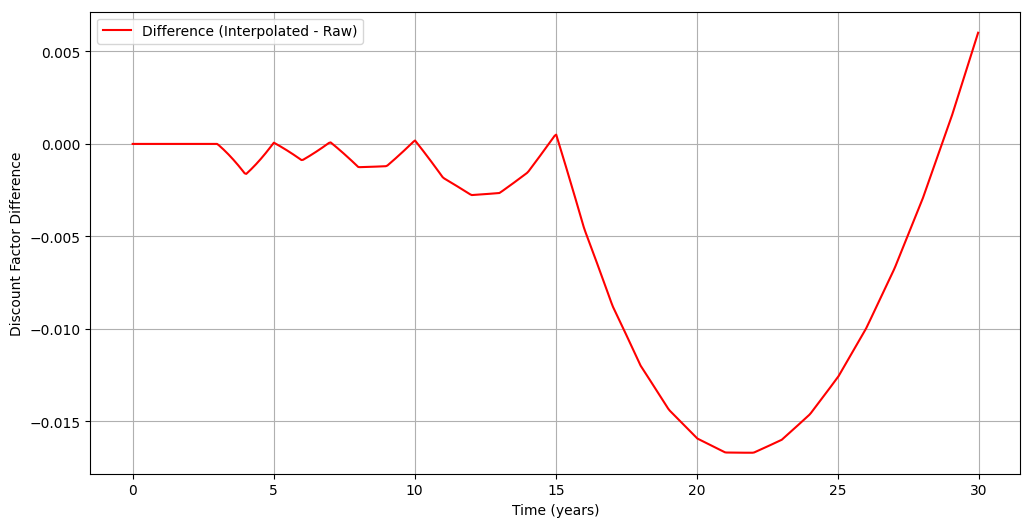 Difference (Interpolated - Raw)
0.005
0.000
−0.005
−0.010
−0.015
Discount Factor Difference
0 5 10 15 20 25 30
Time (years)